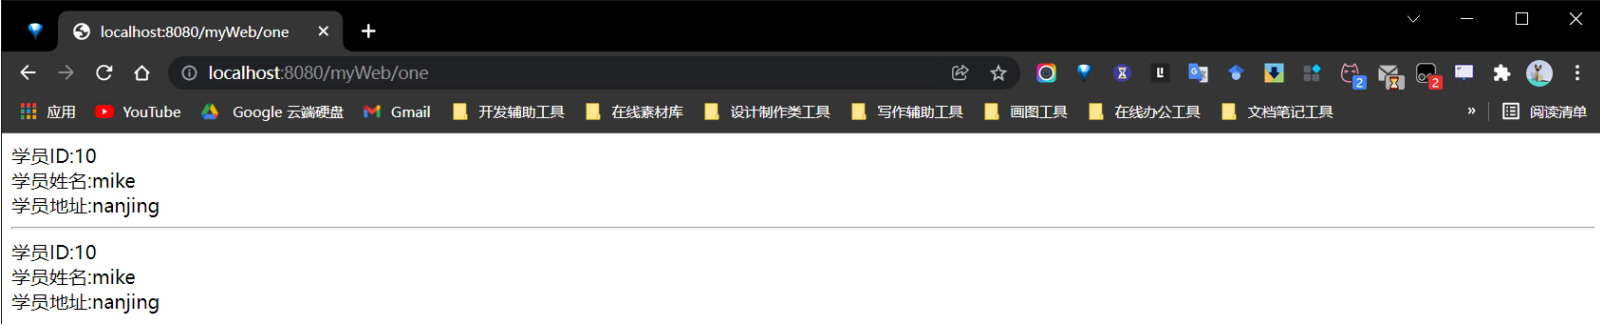 localhost:8080/myWeb/one
localhost:8080/myWeb/one
2
2
应用 YouTube Google 云端硬盘 Gmail 开发辅助工具 在线素材库 设计制作类工具 写作辅助工具 画图工具 在线办公工具 文档笔记工具 » 阅读清单
学员ID:10
学员姓名:mike
学员地址:nanjing
学员ID:10
学员姓名:mike
学员地址:nanjing